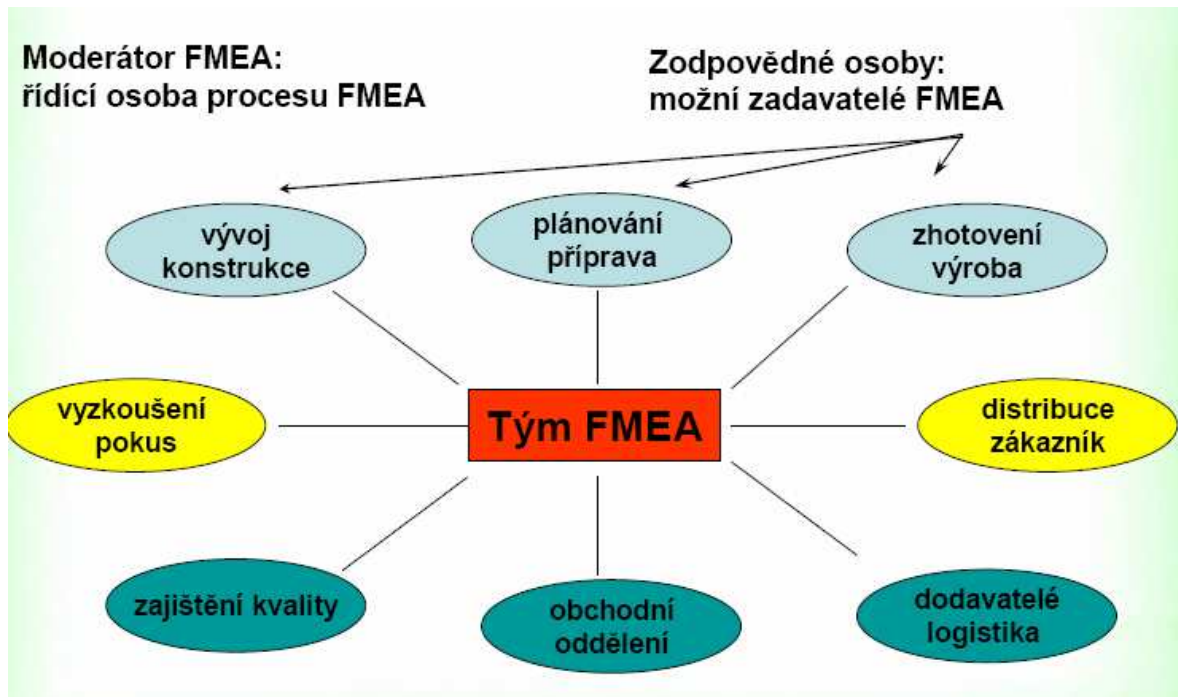 Moderátor FMEA:
řídící osoba procesu FMEA
Zodpovědné osoby:
možní zadavatelé FMEA
vývoj
konstrukce
plánování
příprava
zhotovení
výroba
vyzkoušení
pokus
Tým FMEA
distribuce
zákazník
zajištění kvality
obchodní
oddělení
dodavatelé
logistika